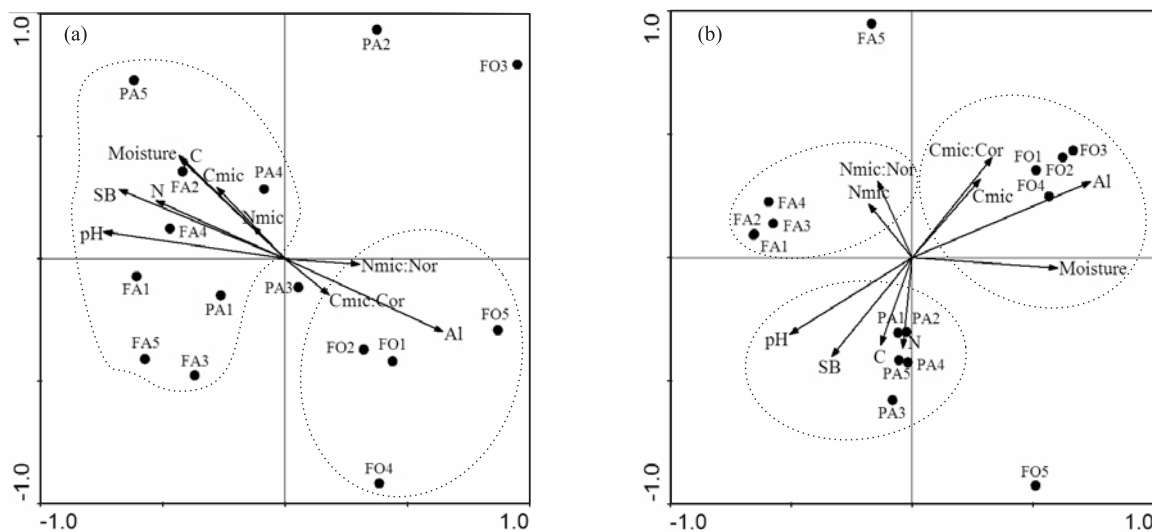 1.0
(a)
PA2
FO3
PA5
Moisture
C
FA2
Cmic
PA4
SB
N
Nmic
pH
FA4
Nmic:Nor
FA1
PA1
PA3
Cmic:Cor
Al
FO5
FA5
FA3
FO2
FO1
FO4
-1.0
-1.0
1.0
1.0
(b)
FA5
Cmic:Cor
FO1
FO2
FO3
Nmic:Nor
Nmic
Cmic
FO4
Al
FA4
FA2
FA3
FA1
Moisture
pH
PA1
PA2
SB
C
N
PA5
PA4
PA3
FO5
-1.0
-1.0
1.0